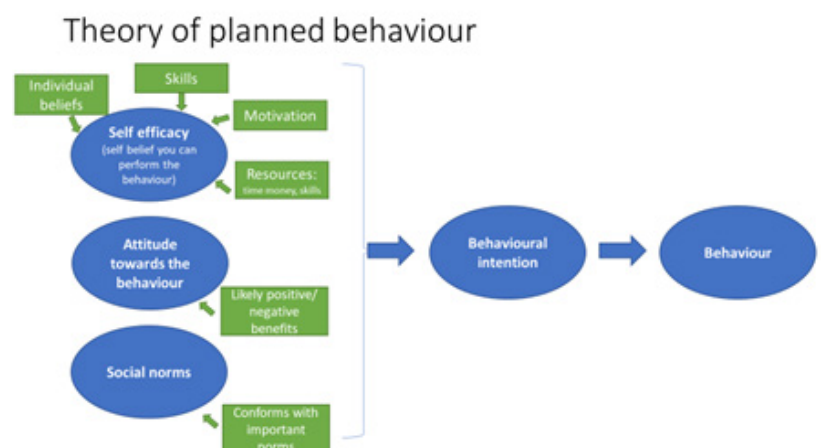 Theory of planned behaviour
Skills
Individual
beliefs
Motivation
Self efficacy
(self belief you can
perform the
behaviour)
Resources:
time money, skills
Attitude
towards the
behaviour
Likely positive/
negative
benefits
Social norms
Conforms with
important
norms
Behavioural
intention
Behaviour